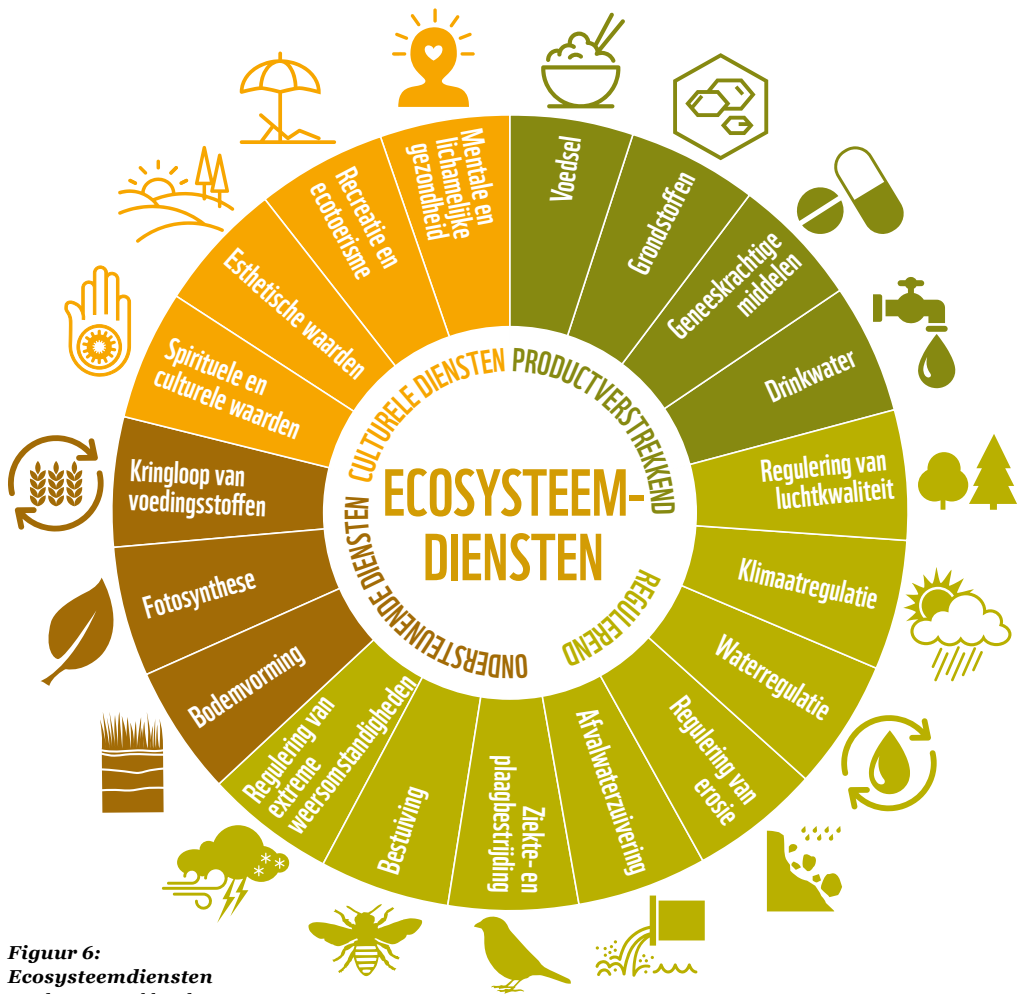 Mentale en
lichamelijke
gezondheid
Voedsel
Grondstoffen
Geneeskrachtige
middelen
Drinkwater
Regulering van
luchtkwaliteit
Klimaatregulatie
Waterregulatie
Regulering van
erosie
Afvalwaterzuivering
Ziekte- en
plaagbestrijding
Bestuiving
Regulering van
extreme
weersomstandigheden
Bodemvorming
Fotosynthese
Kringloop van
voedingsstoffen
Spirituele en
culturele waarden
Esthetische waarden
Recreatie en
ecotoerisme
CULTURELE DIENSTEN
PRODUCTVERSTREKKEND
REGULEREND
ONDERSTEUNENDE DIENSTEN
ECOSYSTEEM-
DIENSTEN
Figuur 6:
Ecosysteemdiensten